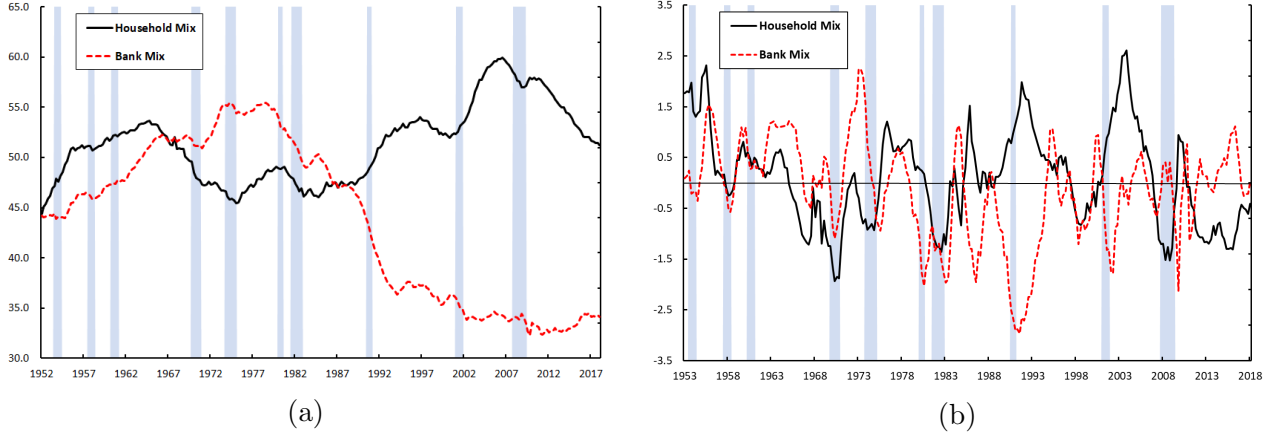 65.0
60.0
55.0
50.0
45.0
40.0
35.0
30.0
Household Mix
Bank Mix
1952 1957 1962 1967 1972 1977 1982 1987 1992 1997 2002 2007 2012 2017
(a)
3.5
2.5
1.5
0.5
-0.5
-1.5
-2.5
-3.5
Household Mix
Bank Mix
1953 1958 1963 1968 1973 1978 1983 1988 1993 1998 2003 2008 2013 2018
(b)